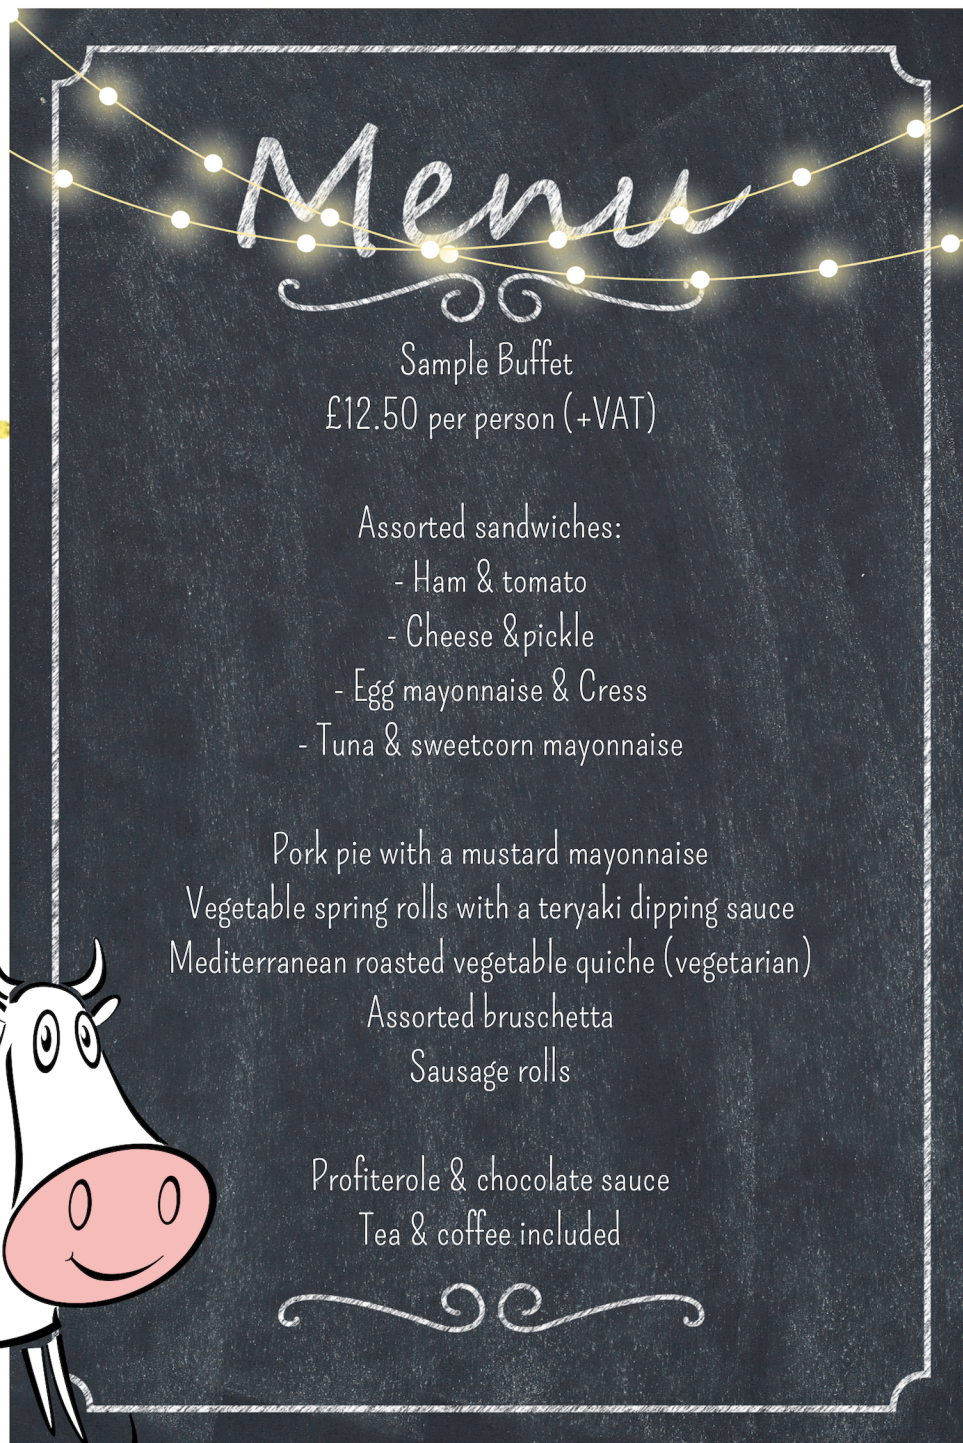 Menu
Sample Buffet
£12.50 per person (+VAT)
Assorted sandwiches:
- Ham & tomato
- Cheese &pickle
- Egg mayonnaise & Cress
- Tuna & sweetcorn mayonnaise
Pork pie with a mustard mayonnaise
Vegetable spring rolls with a teryaki dipping sauce
Mediterranean roasted vegetable quiche (vegetarian)
Assorted bruschetta
Sausage rolls
Profiterole & chocolate sauce
Tea & coffee included